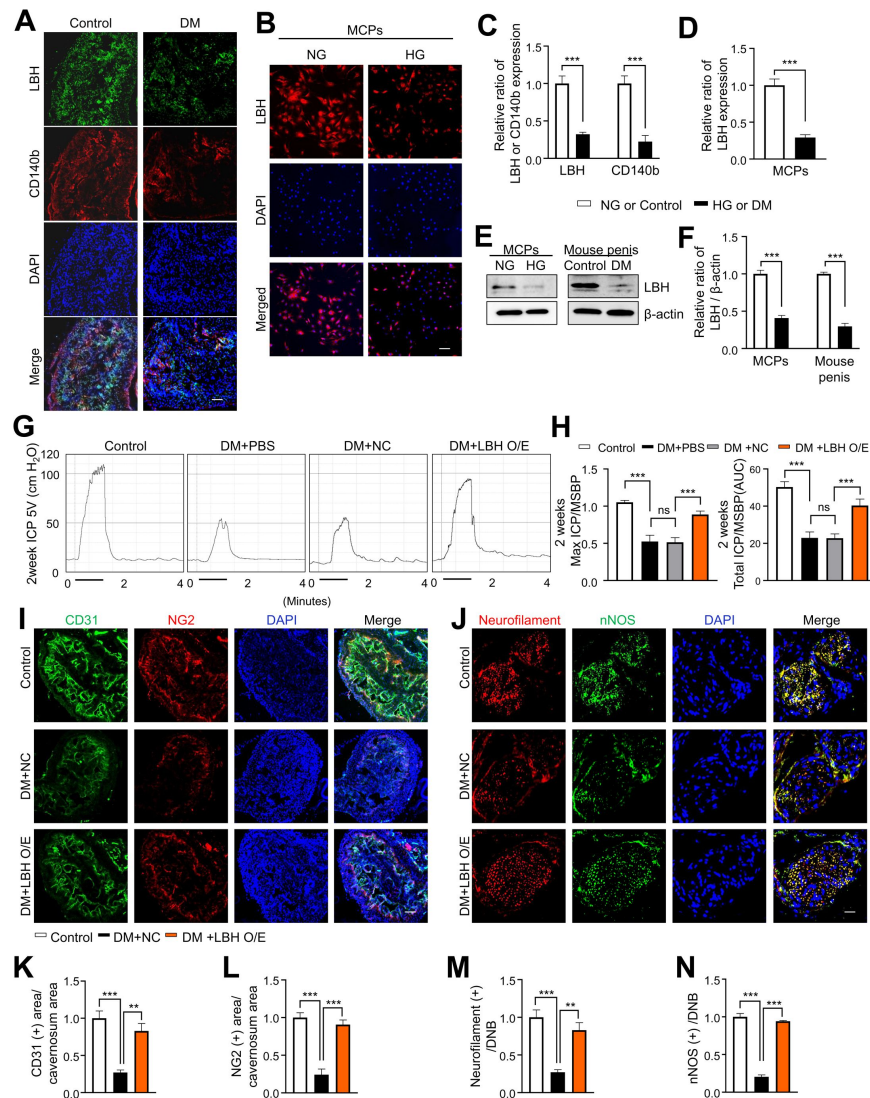 A
Control DM
LBH
CD140b
DAPI
Merge
B
MCPs
NG HG
LBH
DAPI
Merged
C
Relative ratio of
LBH or CD140b expression
1.5
1.0
0.5
0.0
*** ***
LBH CD140b
D
Relative ratio of
LBH expression
1.5
1.0
0.5
0.0
***
MCPs
NG or Control HG or DM
E
MCPs Mouse penis
NG HG Control DM
LBH
β-actin
F
Relative ratio of
LBH / β-actin
1.5
1.0
0.5
0.0
*** ***
MCPs Mouse
penis
G
Control DM+PBS DM+NC DM+LBH O/E
2week ICP 5V (cm H2O)
120
100
50
0
0 2 4 0 2 4 0 2 4 0 2 4
(Minutes)
H
Control DM+PBS DM +NC DM +LBH O/E
2 weeks
Max ICP/MSBP
1.5
1.0
0.5
0.0
*** ns ***
2 weeks
Total ICP/MSBP(AUC)
60
40
20
0
*** ns ***
I
CD31 NG2 DAPI Merge
Control
DM+NC
DM+LBH O/E
J
Neurofilament nNOS DAPI Merge
Control
DM+NC
DM+LBH O/E
Control DM+NC DM +LBH O/E
K
CD31 (+) area/
cavernosum area
1.5
1.0
0.5
0.0
*** **
L
NG2 (+) area/
cavernosum area
1.5
1.0
0.5
0.0
*** ***
M
Neurofilament (+)
/DNB
1.5
1.0
0.5
0.0
*** **
N
nNOS (+) /DNB
1.5
1.0
0.5
0.0
*** ***